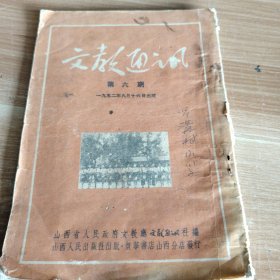 文教通讯
第六期
一九五二年九月十六日出版
山西省人民政府文教厅文教通讯社编
山西人民出版社出版·新华书店山西分店发行